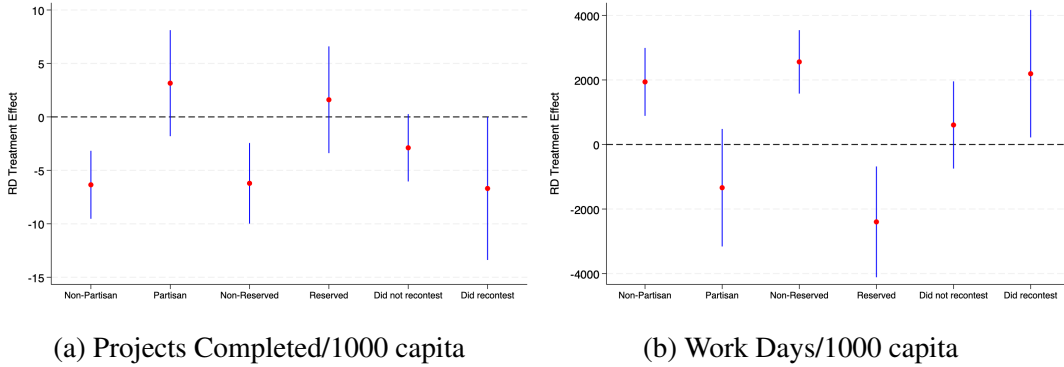 RD Treatment Effect
10
5
0
-5
-10
-15
Non-Partisan Partisan Non-Reserved Reserved Did not recontest Did recontest
(a) Projects Completed/1000 capita
RD Treatment Effect
4000
2000
0
-2000
-4000
Non-Partisan Partisan Non-Reserved Reserved Did not recontest Did recontest
(b) Work Days/1000 capita